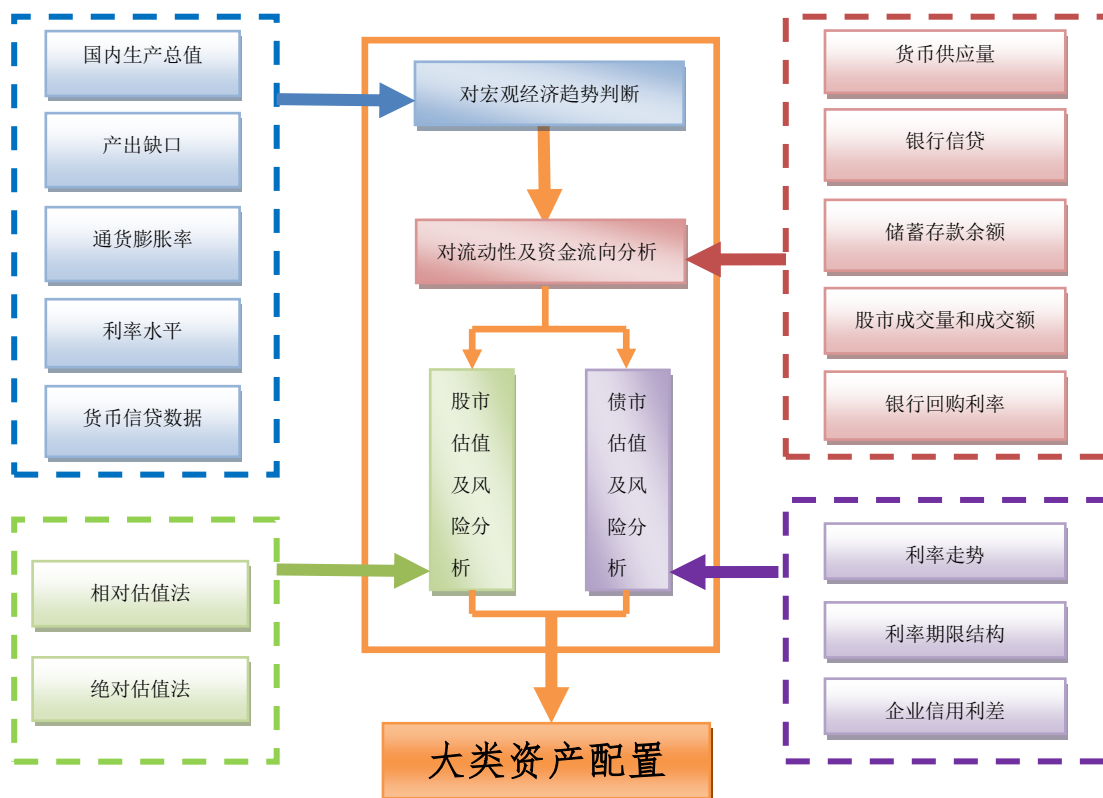 国内生产总值
产出缺口
通货膨胀率
利率水平
货币信贷数据
相对估值法
绝对估值法
对宏观经济趋势判断
对流动性及资金流向分析
股市
估值
及风
险分
析
债市
估值
及风
险分
析
大类资产配置
货币供应量
银行信贷
储蓄存款余额
股市成交量和成交额
银行回购利率
利率走势
利率期限结构
企业信用利差